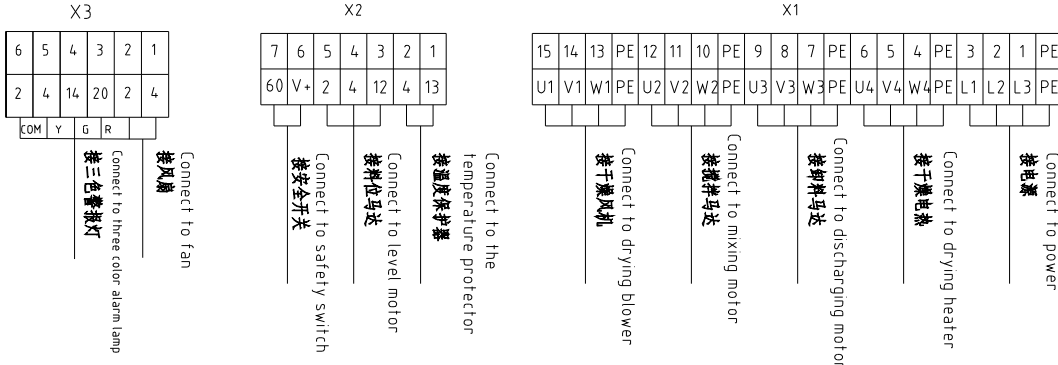 X3
6 5 4 3 2 1
2 4 14 20 2 4
COM Y G R
Connect to fan
接风扇
Connect to three color alarm lamp
接三色警报灯
X2
7 6 5 4 3 2 1
60 V+ 2 4 12 4 13
Connect to the
temperature protector
接温度保护器
Connect to level motor
接料位马达
Connect to safety switch
接安全开关
X1
15 14 13 PE 12 11 10 PE 9 8 7 PE 6 5 4 PE 3 2 1 PE
U1 V1 W1 PE U2 V2 W2 PE U3 V3 W3 PE U4 V4 W4 PE L1 L2 L3 PE
Connect to power
接电源
Connect to drying heater
接干燥电热
Connect to discharging motor
接卸料马达
Connect to mixing motor
接搅拌马达
Connect to drying blower
接干燥风机